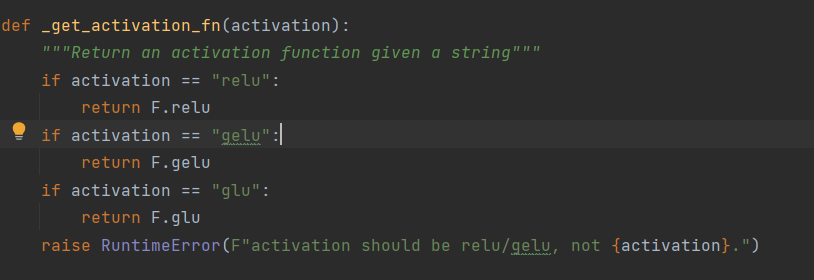 def _get_activation_fn(activation):
    """Return an activation function given a string"""
    if activation == "relu":
        return F.relu
    if activation == "gelu":
        return F.gelu
    if activation == "glu":
        return F.glu
    raise RuntimeError(F"activation should be relu/gelu, not {activation}.")